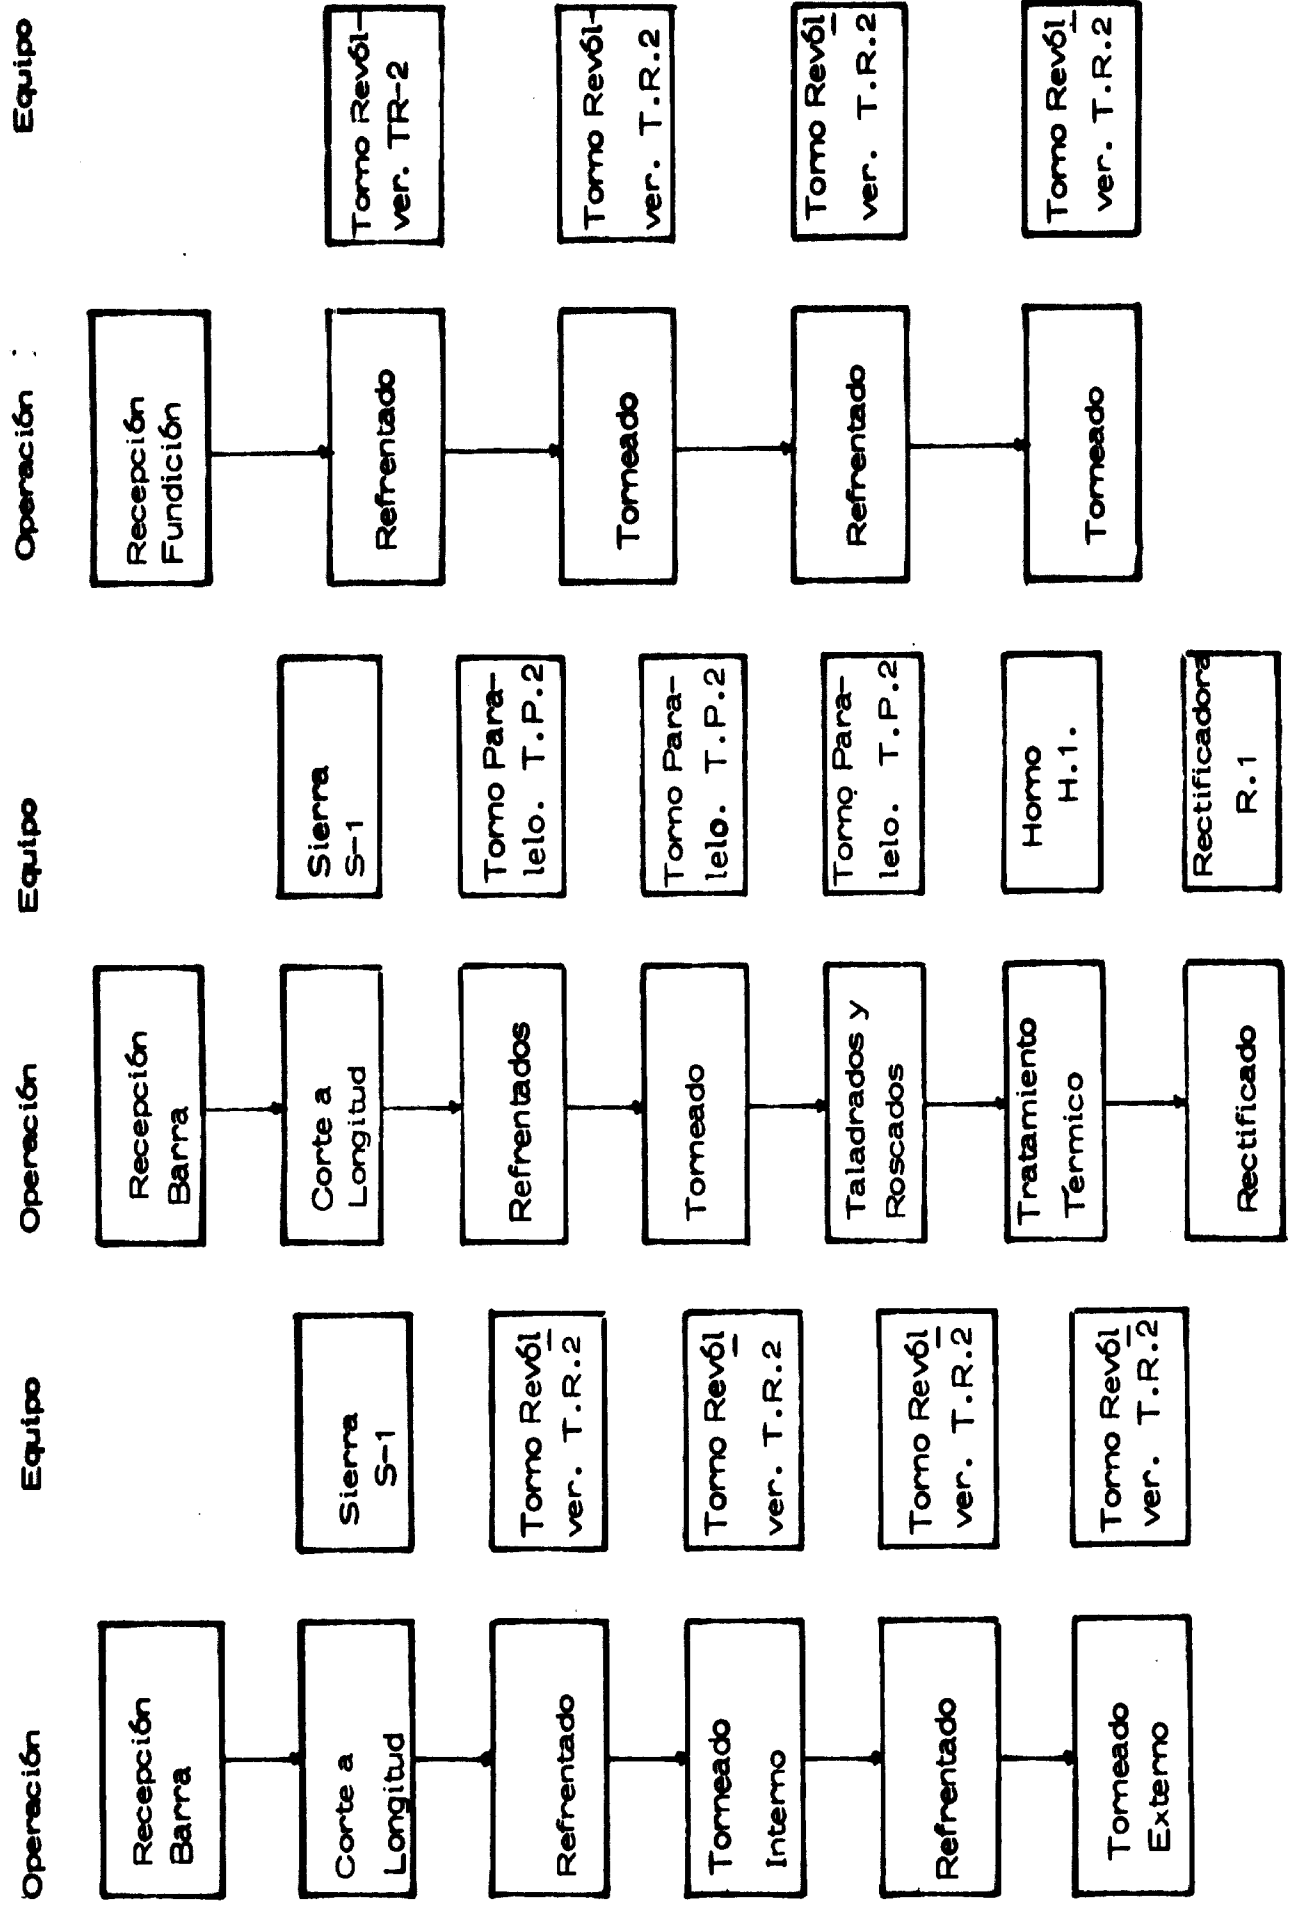 Operación
Equipo
Operación
Equipo
Operación
Equipo
Recepción
Barra
Corte a
Longitud
Sierra
S-1
Refrentado
Torno Revól
ver. T.R.2
Torneado
Interno
Torno Revól
ver. T.R.2
Refrentado
Torno Revól
ver. T.R.2
Torneado
Externo
Torno Revól
ver. T.R.2
Recepción
Barra
Corte a
Longitud
Sierra
S-1
Refrentados
Torno Para-
lelo. T.P.2
Torneado
Torno Para-
lelo. T.P.2
Taladrados y
Roscados
Torno Para-
lelo. T.P.2
Tratamiento
Termico
Horno
H.1.
Rectificado
Rectificadora
R.1
Recepción
Fundición
Refrentado
Torno Revól-
ver. TR-2
Torneado
Torno Revól-
ver. T.R.2
Refrentado
Torno Revól
ver. T.R.2
Torneado
Torno Revól
ver. T.R.2